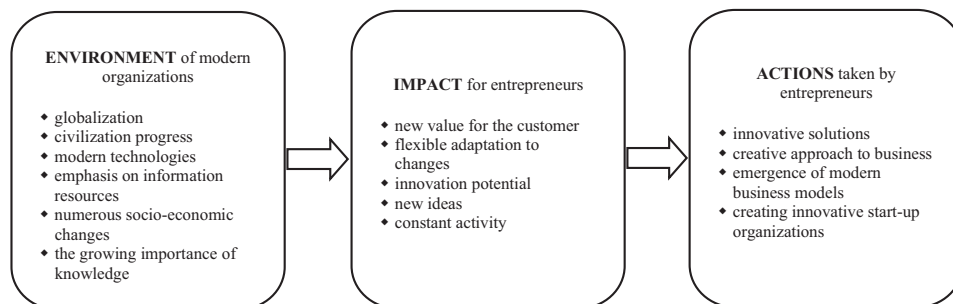 ENVIRONMENT of modern
organizations
◆ globalization
◆ civilization progress
◆ modern technologies
◆ emphasis on information
resources
◆ numerous socio-economic
changes
◆ the growing importance of
knowledge
IMPACT for entrepreneurs
◆ new value for the customer
◆ flexible adaptation to
changes
◆ innovation potential
◆ new ideas
◆ constant activity
ACTIONS taken by
entrepreneurs
◆ innovative solutions
◆ creative approach to business
◆ emergence of modern
business models
◆ creating innovative start-up
organizations